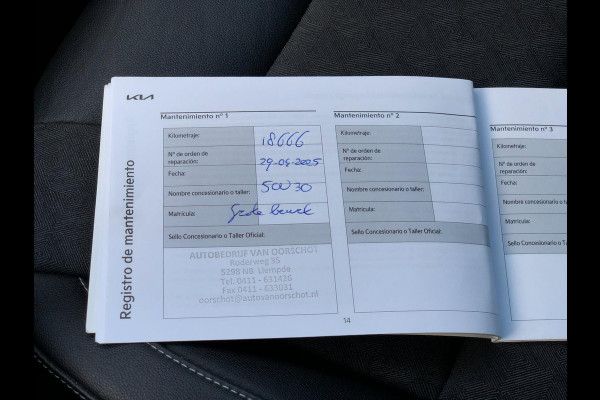 KIA
Registro de mantenimiento
Mantenimiento nº 1
Kilometraje: 18666
Nº de orden de
reparación: 29-04-2025
Fecha:
Nombre concesionario o taller: 5W30
Matrícula: Grote beurt
Sello Concesionario o Taller Oficial:
AUTOBEDRIJF VAN OORSCHOT
Roderweg 35
5298 NB Liempde
Tel. 0411 - 631426
Fax 0411 - 633031
oorschot@autovanoorschot.nl
Mantenimiento nº 2
Kilometraje:
Nº de orden de
reparación:
Fecha:
Nombre concesionario o taller:
Matrícula:
Sello Concesionario o Taller Oficial:
14
Mantenimiento nº 3
Kilometraje:
Nº de orden de
reparación:
Fecha:
Nombre concesionario o
Matrícula:
Sello Concesionario o Ta